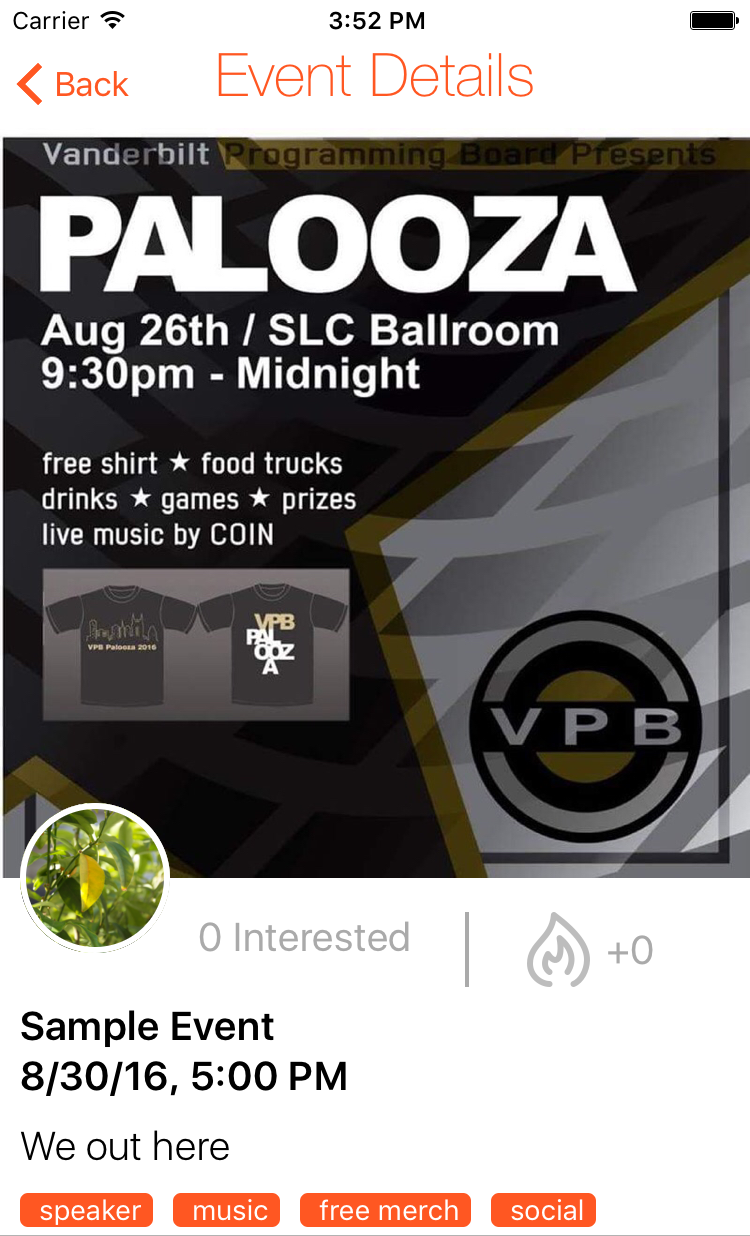 Carrier 3:52 PM
Back Event Details
Vanderbilt Programming Board Presents
PALOOZA
Aug 26th / SLC Ballroom
9:30pm - Midnight
free shirt ★ food trucks
drinks ★ games ★ prizes
live music by COIN
VPB Palooza 2016
VPB
PAL
OOZ
A
V P B
0 Interested
+0
Sample Event
8/30/16, 5:00 PM
We out here
speaker music free merch social